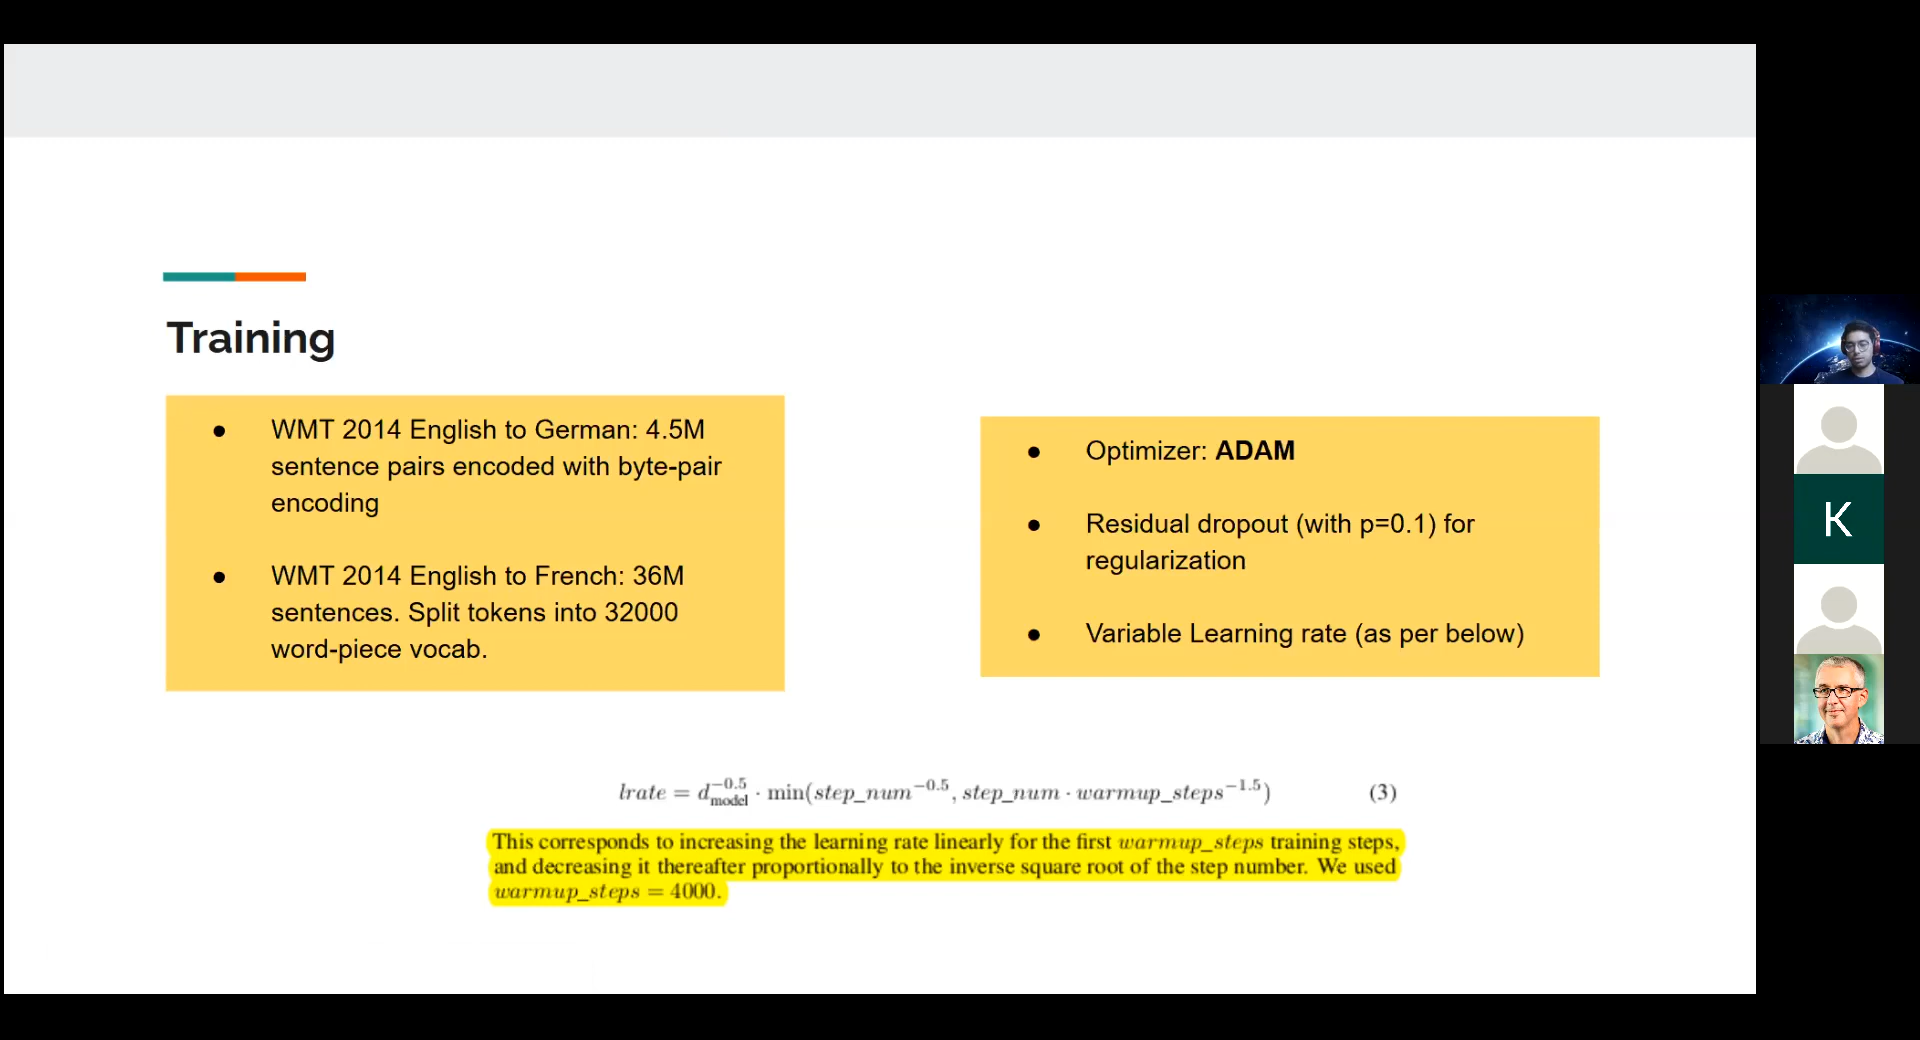 Training
● WMT 2014 English to German: 4.5M
sentence pairs encoded with byte-pair
encoding
● WMT 2014 English to French: 36M
sentences. Split tokens into 32000
word-piece vocab.
● Optimizer: ADAM
● Residual dropout (with p=0.1) for
regularization
● Variable Learning rate (as per below)
lrate = d_model^−0.5 · min(step_num^−0.5, step_num · warmup_steps^−1.5) (3)
This corresponds to increasing the learning rate linearly for the first warmup_steps training steps,
and decreasing it thereafter proportionally to the inverse square root of the step number. We used
warmup_steps = 4000.
K